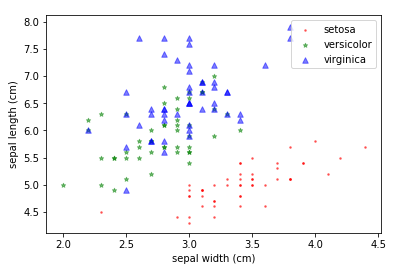 8.0
7.5
7.0
6.5
6.0
5.5
5.0
4.5
sepal length (cm)
setosa
versicolor
virginica
2.0 2.5 3.0 3.5 4.0 4.5
sepal width (cm)